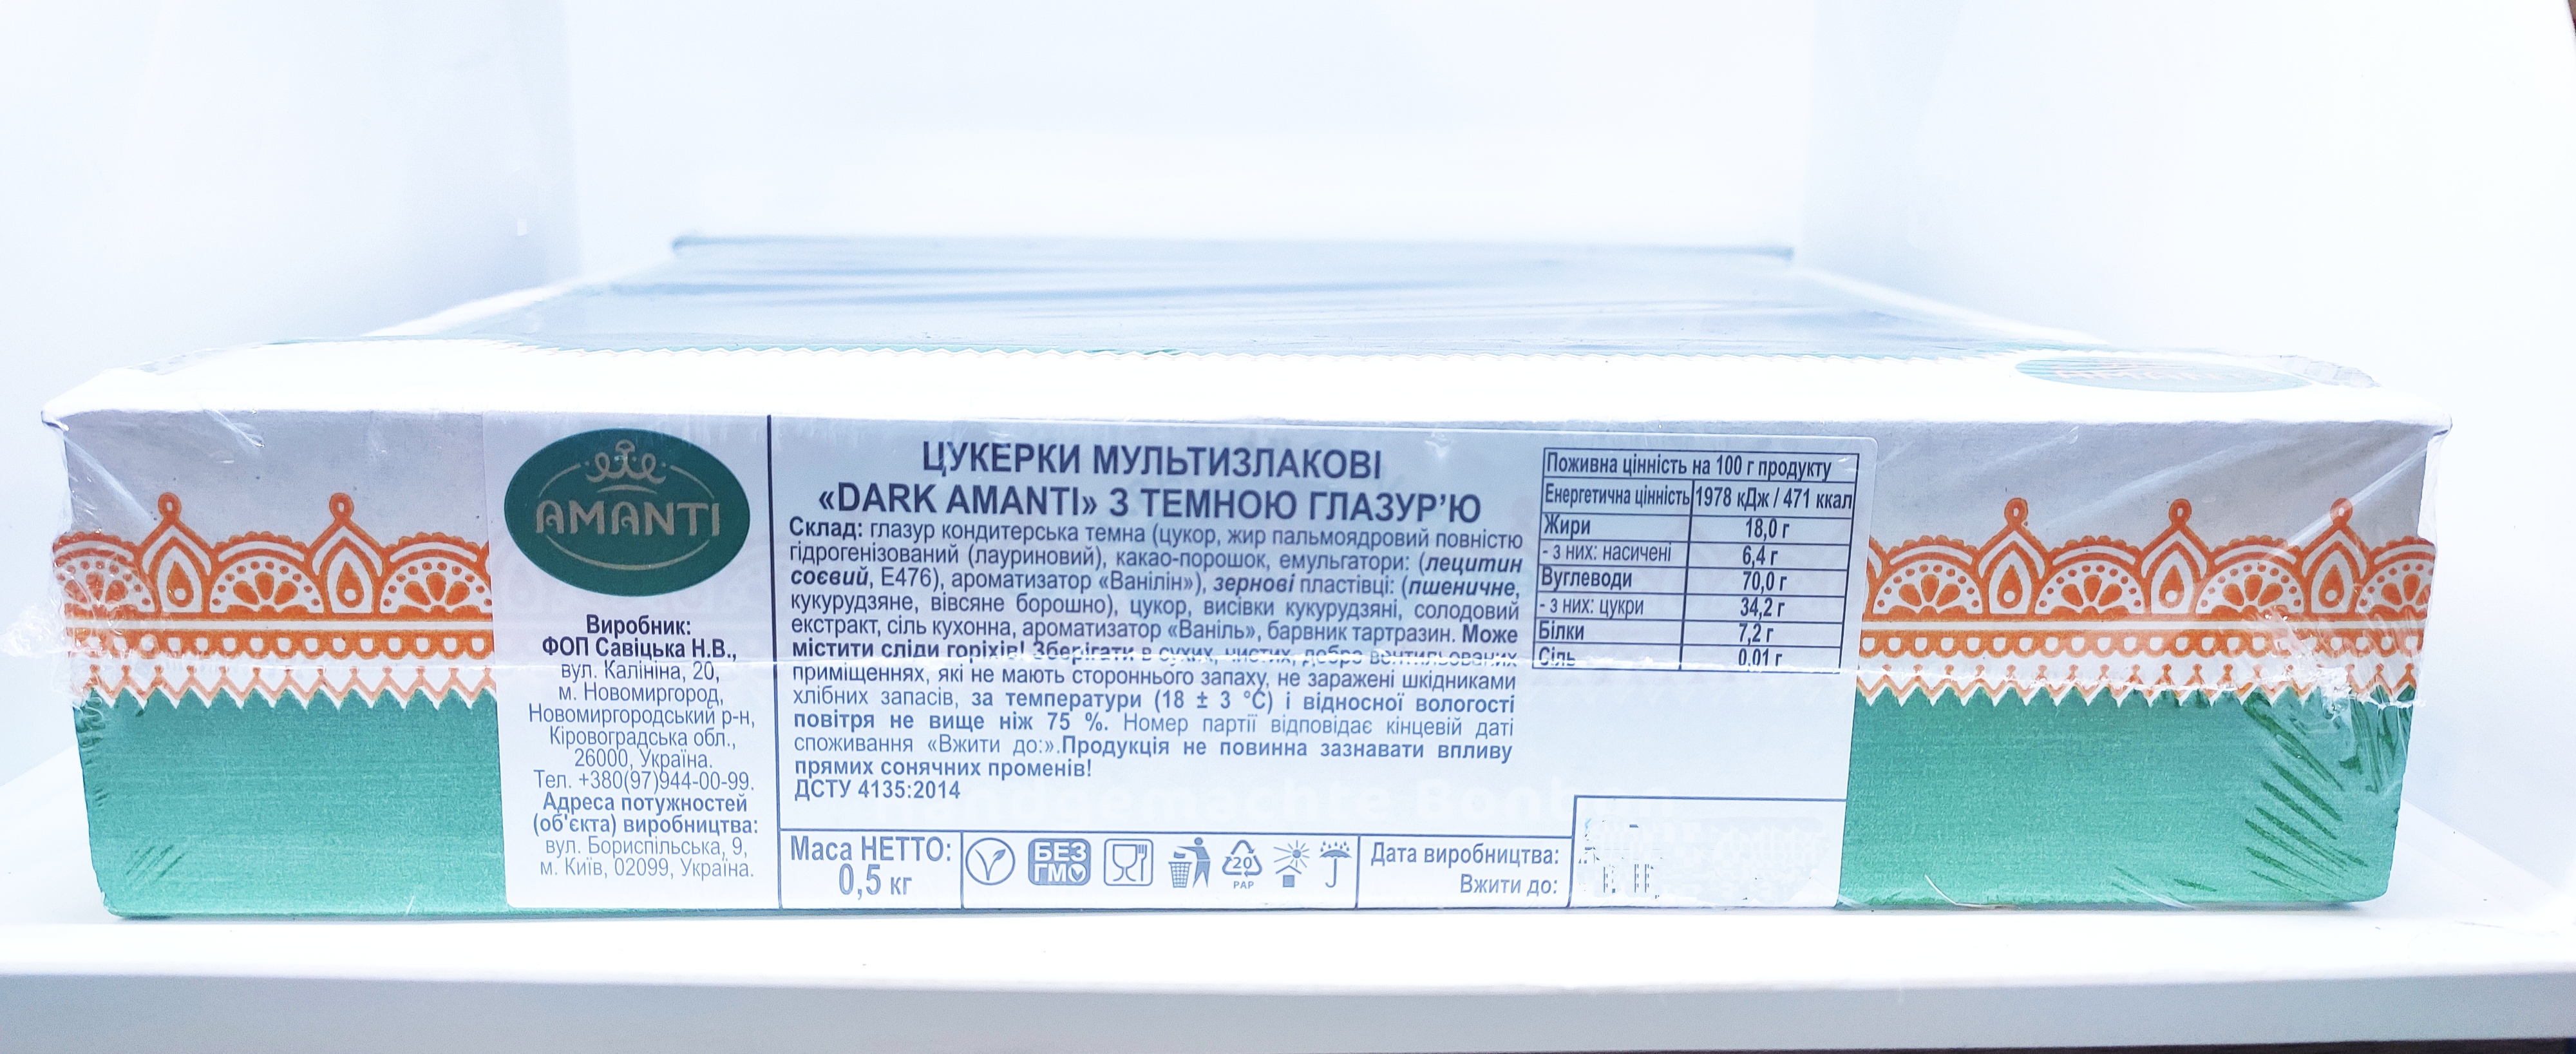 AMANTI
Виробник:
ФОП Савіцька Н.В.,
вул. Калініна, 20,
м. Новомиргород,
Новомиргородський р-н,
Кіровоградська обл.,
26000, Україна.
Тел. +380(97)944-00-99.
Адреса потужностей
(об'єкта) виробництва:
вул. Бориспільська, 9,
м. Київ, 02099, Україна.
ЦУКЕРКИ МУЛЬТИЗЛАКОВІ
«DARK AMANTI» З ТЕМНОЮ ГЛАЗУР’Ю
Склад: глазур кондитерська темна (цукор, жир пальмоядровий повністю
гідрогенізований (лауриновий), какао-порошок, емульгатори: (лецитин
соєвий, Е476), ароматизатор «Ванілін»), зернові пластівці: (пшеничне,
кукурудзяне, вівсяне борошно), цукор, висівки кукурудзяні, солодовий
екстракт, сіль кухонна, ароматизатор «Ваніль», барвник тартразин. Може
містити сліди горіхів! Зберігати в сухих, чистих, добре вентильованих
приміщеннях, які не мають стороннього запаху, не заражені шкідниками
хлібних запасів, за температури (18 ± 3 °С) і відносної вологості
повітря не вище ніж 75 %. Номер партії відповідає кінцевій даті
споживання «Вжити до:».Продукція не повинна зазнавати впливу
прямих сонячних променів!
ДСТУ 4135:2014
Поживна цінність на 100 г продукту
Енергетична цінність 1978 кДж / 471 ккал
Жири 18,0 г
- з них: насичені 6,4 г
Вуглеводи 70,0 г
- з них: цукри 34,2 г
Білки 7,2 г
Сіль 0,01 г
Маса НЕТТО:
0,5 кг
V
БЕЗ
ГМО
20
PAP
Дата виробництва:
Вжити до: